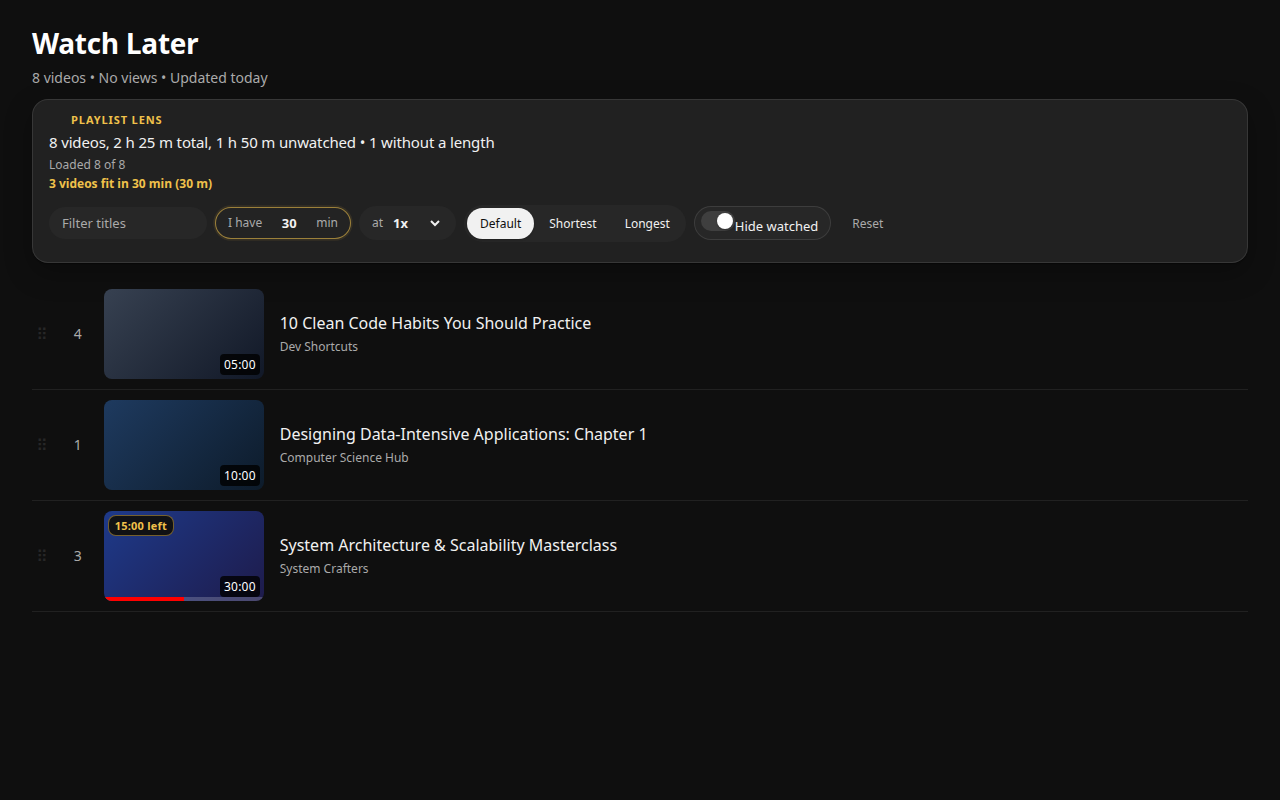 Watch Later
8 videos • No views • Updated today
PLAYLIST LENS
8 videos, 2 h 25 m total, 1 h 50 m unwatched • 1 without a length
Loaded 8 of 8
3 videos fit in 30 min (30 m)
Filter titles I have 30 min at 1x Default Shortest Longest Hide watched Reset
4
05:00
10 Clean Code Habits You Should Practice
Dev Shortcuts
1
10:00
Designing Data-Intensive Applications: Chapter 1
Computer Science Hub
3
15:00 left
30:00
System Architecture & Scalability Masterclass
System Crafters